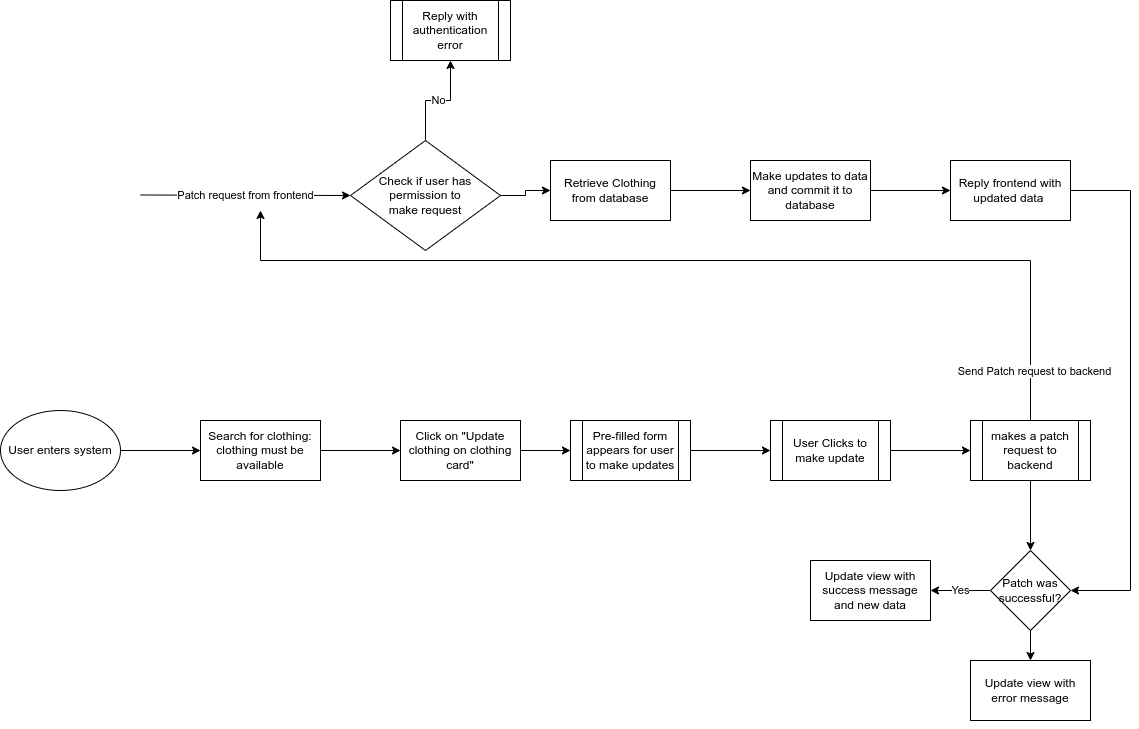 Reply with
authentication
error
No
Patch request from frontend
Check if user has
permission to
make request
Retrieve Clothing
from database
Make updates to data
and commit it to
database
Reply frontend with
updated data
Send Patch request to backend
User enters system
Search for clothing:
clothing must be
available
Click on "Update
clothing on clothing
card"
Pre-filled form
appears for user
to make updates
User Clicks to
make update
makes a patch
request to
backend
Update view with
success message
and new data
Yes
Patch was
successful?
Update view with
error message